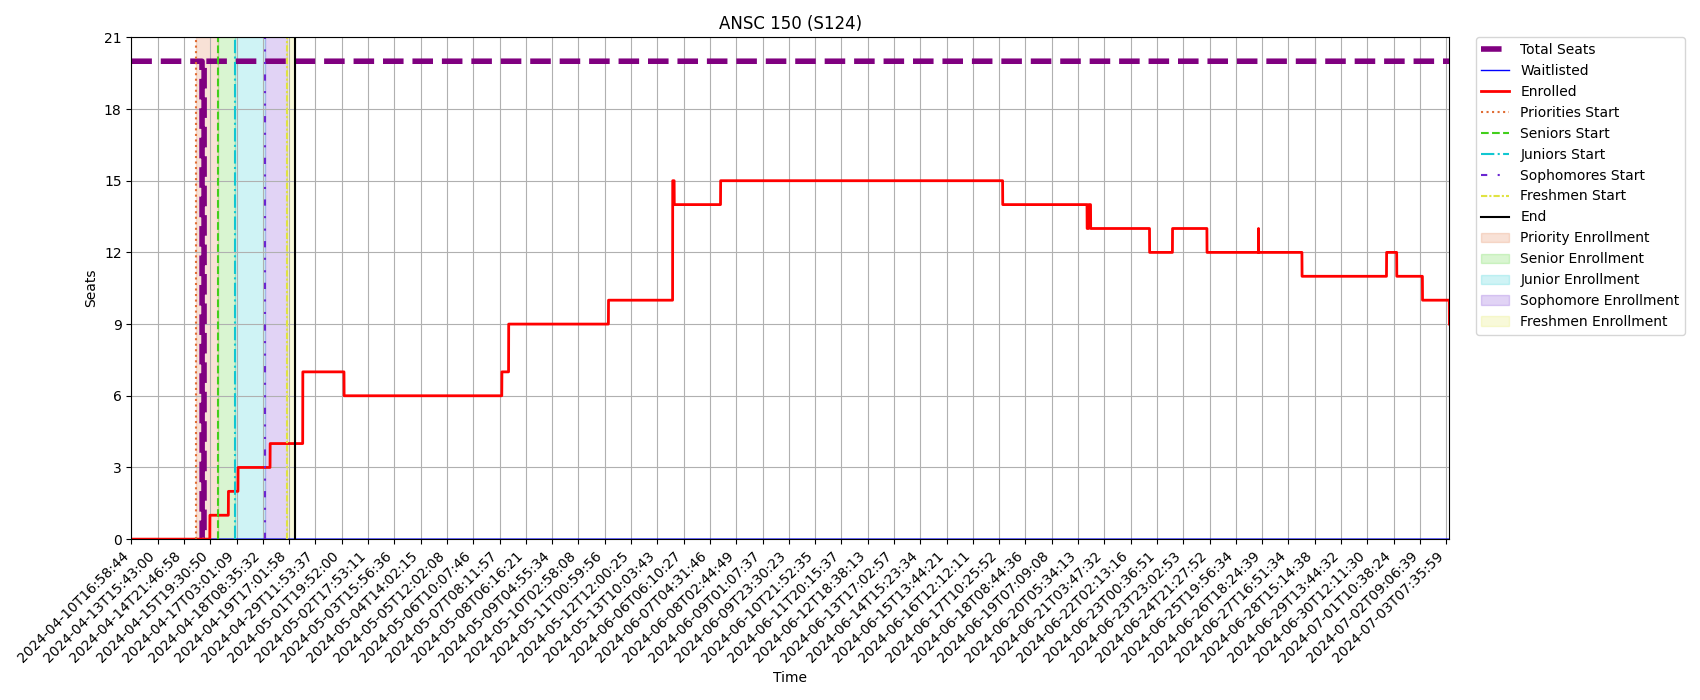 ANSC 150 (S124)
21
18
15
12
9
6
3
0
Seats
2024-04-10T16:58:44
2024-04-13T15:43:00
2024-04-14T21:46:58
2024-04-15T19:30:50
2024-04-17T03:01:09
2024-04-18T08:35:32
2024-04-19T17:01:58
2024-04-29T11:53:37
2024-05-01T19:52:00
2024-05-02T17:53:11
2024-05-03T15:56:36
2024-05-04T14:02:15
2024-05-05T12:02:08
2024-05-06T10:07:46
2024-05-07T08:11:57
2024-05-08T06:16:21
2024-05-09T04:55:34
2024-05-10T02:58:08
2024-05-11T00:59:56
2024-05-12T12:00:25
2024-05-13T10:03:43
2024-06-06T06:10:27
2024-06-07T04:31:46
2024-06-08T02:44:49
2024-06-09T01:07:37
2024-06-09T23:30:23
2024-06-10T21:52:35
2024-06-11T20:15:37
2024-06-12T18:38:13
2024-06-13T17:02:57
2024-06-14T15:23:34
2024-06-15T13:44:21
2024-06-16T12:12:11
2024-06-17T10:25:52
2024-06-18T08:44:36
2024-06-19T07:09:08
2024-06-20T05:34:13
2024-06-21T03:47:32
2024-06-22T02:13:16
2024-06-23T00:36:51
2024-06-23T23:02:53
2024-06-24T21:27:52
2024-06-25T19:56:34
2024-06-26T18:24:39
2024-06-27T16:51:34
2024-06-28T15:14:38
2024-06-29T13:44:32
2024-06-30T12:11:30
2024-07-01T10:38:24
2024-07-02T09:06:39
2024-07-03T07:35:59
Time
Total Seats
Waitlisted
Enrolled
Priorities Start
Seniors Start
Juniors Start
Sophomores Start
Freshmen Start
End
Priority Enrollment
Senior Enrollment
Junior Enrollment
Sophomore Enrollment
Freshmen Enrollment